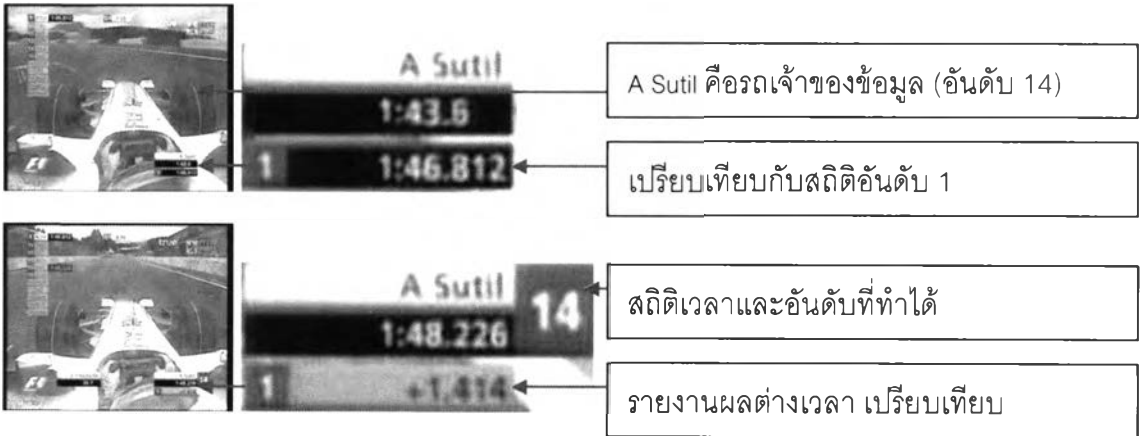 A Sutil
1:43.6
1 1:46.812
A Sutil คือรถเจ้าของข้อมูล (อันดับ 14)
เปรียบเทียบกับสถิติอันดับ 1
A Sutil
14
1:48.226
1 +1.414
สถิติเวลาและอันดับที่ทำได้
รายงานผลต่างเวลา เปรียบเทียบ